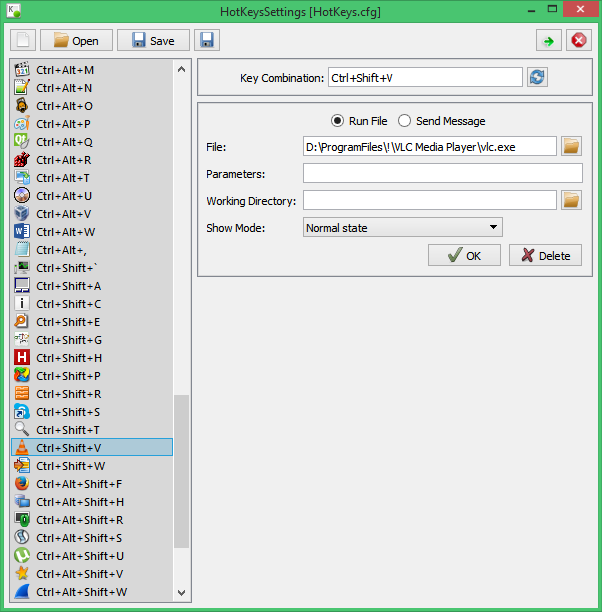 HotKeysSettings [HotKeys.cfg]
Open
Save
Ctrl+Alt+M
Ctrl+Alt+N
Ctrl+Alt+O
Ctrl+Alt+P
Ctrl+Alt+Q
Ctrl+Alt+R
Ctrl+Alt+T
Ctrl+Alt+U
Ctrl+Alt+V
Ctrl+Alt+W
Ctrl+Alt+,
Ctrl+Shift+`
Ctrl+Shift+A
Ctrl+Shift+C
Ctrl+Shift+E
Ctrl+Shift+G
Ctrl+Shift+H
Ctrl+Shift+P
Ctrl+Shift+R
Ctrl+Shift+S
Ctrl+Shift+T
Ctrl+Shift+V
Ctrl+Shift+W
Ctrl+Alt+Shift+F
Ctrl+Alt+Shift+H
Ctrl+Alt+Shift+R
Ctrl+Alt+Shift+S
Ctrl+Alt+Shift+U
Ctrl+Alt+Shift+V
Ctrl+Alt+Shift+W
Key Combination: Ctrl+Shift+V
Run File Send Message
File: D:\ProgramFiles\!\VLC Media Player\vlc.exe
Parameters:
Working Directory:
Show Mode: Normal state
OK Delete